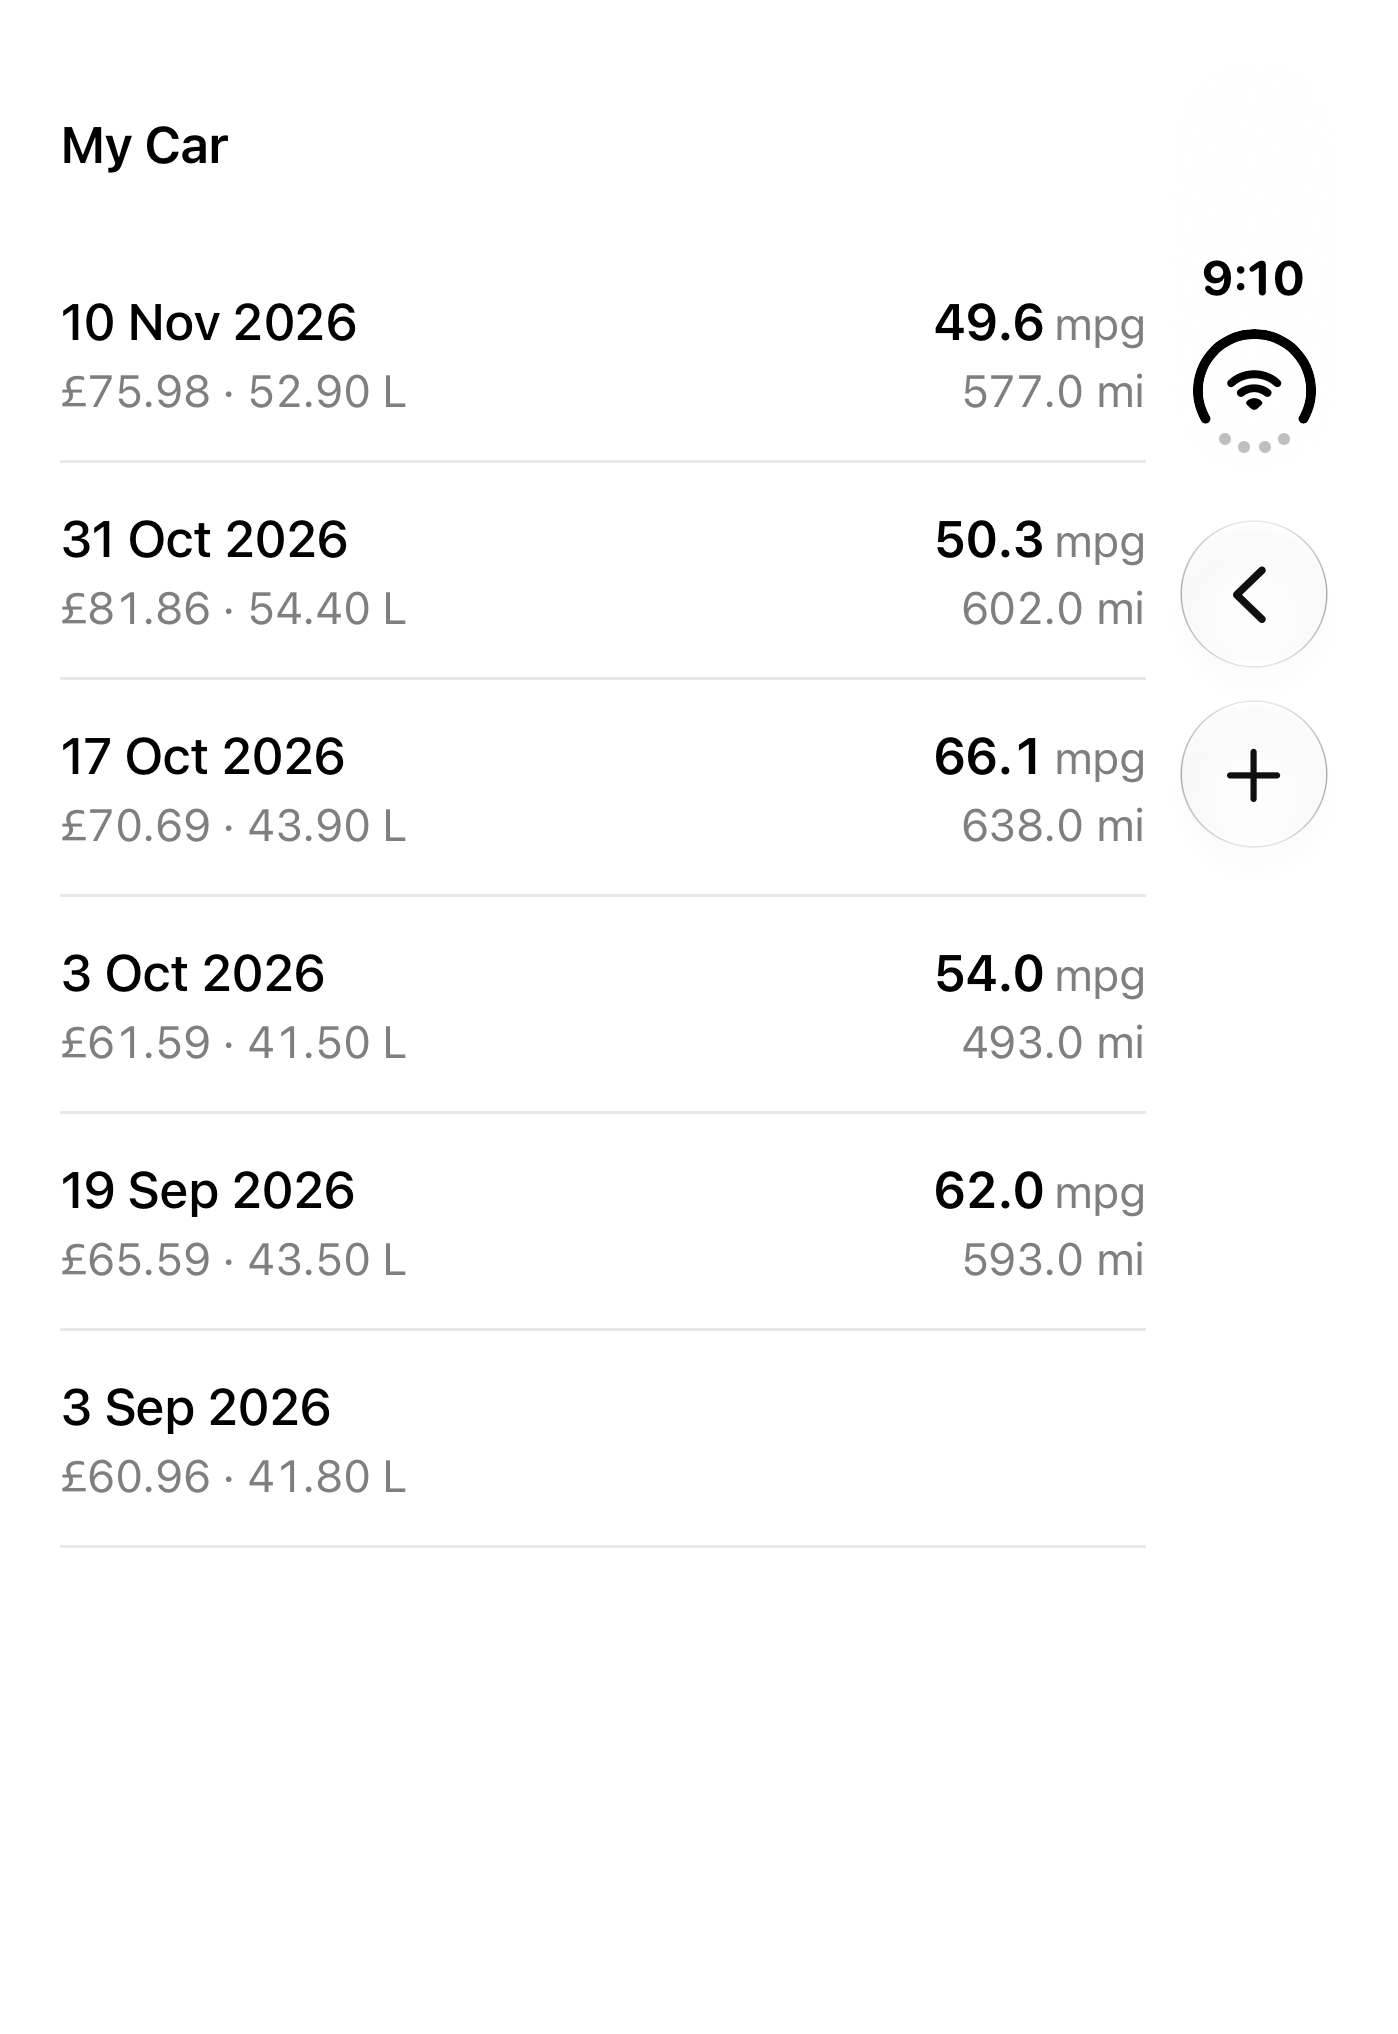 My Car
9:10
10 Nov 2026
49.6 mpg
£75.98 · 52.90 L
577.0 mi
31 Oct 2026
50.3 mpg
£81.86 · 54.40 L
602.0 mi
17 Oct 2026
66.1 mpg
£70.69 · 43.90 L
638.0 mi
3 Oct 2026
54.0 mpg
£61.59 · 41.50 L
493.0 mi
19 Sep 2026
62.0 mpg
£65.59 · 43.50 L
593.0 mi
3 Sep 2026
£60.96 · 41.80 L